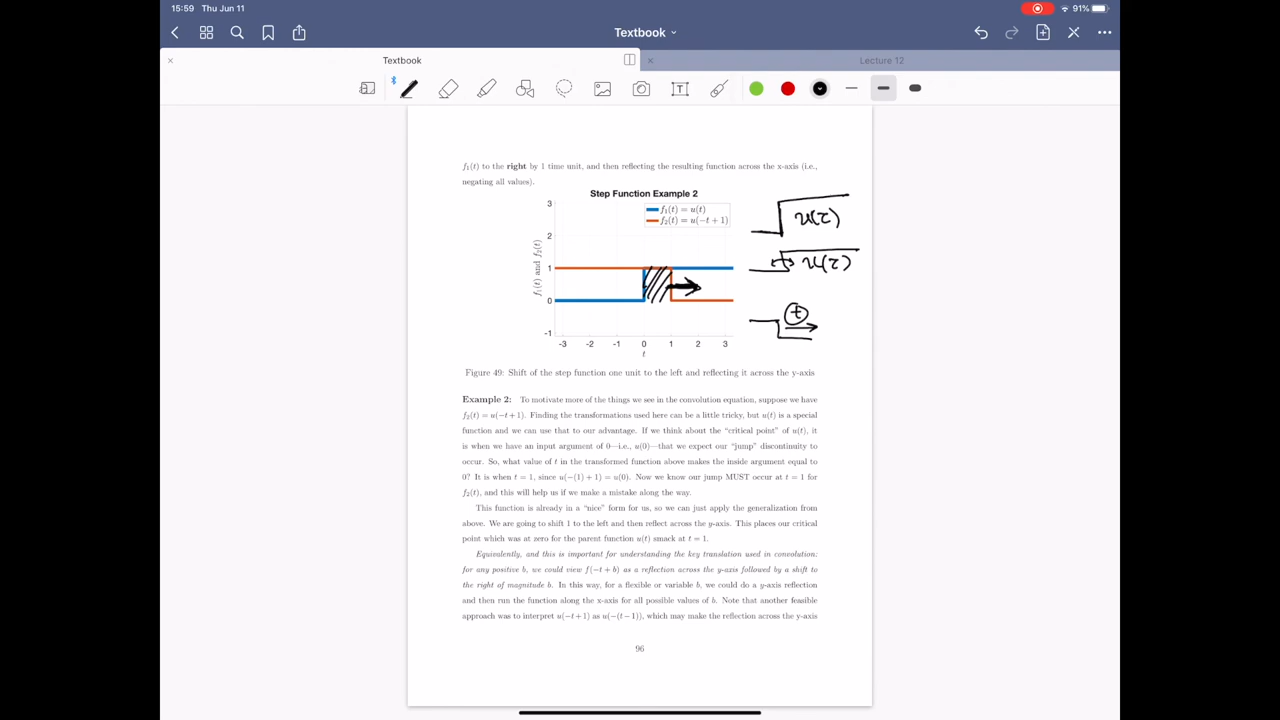 15:59 Thu Jun 11
91%
Textbook
Textbook
Lecture 12
T
f₁(t) to the right by 1 time unit, and then reflecting the resulting function across the x-axis (i.e.,
negating all values).
Step Function Example 2
f₁(t) = u(t)
f₂(t) = u(−t + 1)
f₁(t) and f₂(t)
3
2
1
0
-1
-3 -2 -1 0 1 2 3
t
u(τ)
u(τ)
t
Figure 49: Shift of the step function one unit to the left and reflecting it across the y-axis
Example 2: To motivate more of the things we see in the convolution equation, suppose we have
f₂(t) = u(−t+1). Finding the transformations used here can be a little tricky, but u(t) is a special
function and we can use that to our advantage. If we think about the “critical point” of u(t), it
is when we have an input argument of 0—i.e., u(0)—that we expect our “jump” discontinuity to
occur. So, what value of t in the transformed function above makes the inside argument equal to
0? It is when t = 1, since u(−(1) + 1) = u(0). Now we know our jump MUST occur at t = 1 for
f₂(t), and this will help us if we make a mistake along the way.
This function is already in a “nice” form for us, so we can just apply the generalization from
above. We are going to shift 1 to the left and then reflect across the y-axis. This places our critical
point which was at zero for the parent function u(t) smack at t = 1.
Equivalently, and this is important for understanding the key translation used in convolution:
for any positive b, we could view f(−t + b) as a reflection across the y-axis followed by a shift to
the right of magnitude b. In this way, for a flexible or variable b, we could do a y-axis reflection
and then run the function along the x-axis for all possible values of b. Note that another feasible
approach was to interpret u(−t+1) as u(−(t−1)), which may make the reflection across the y-axis
96